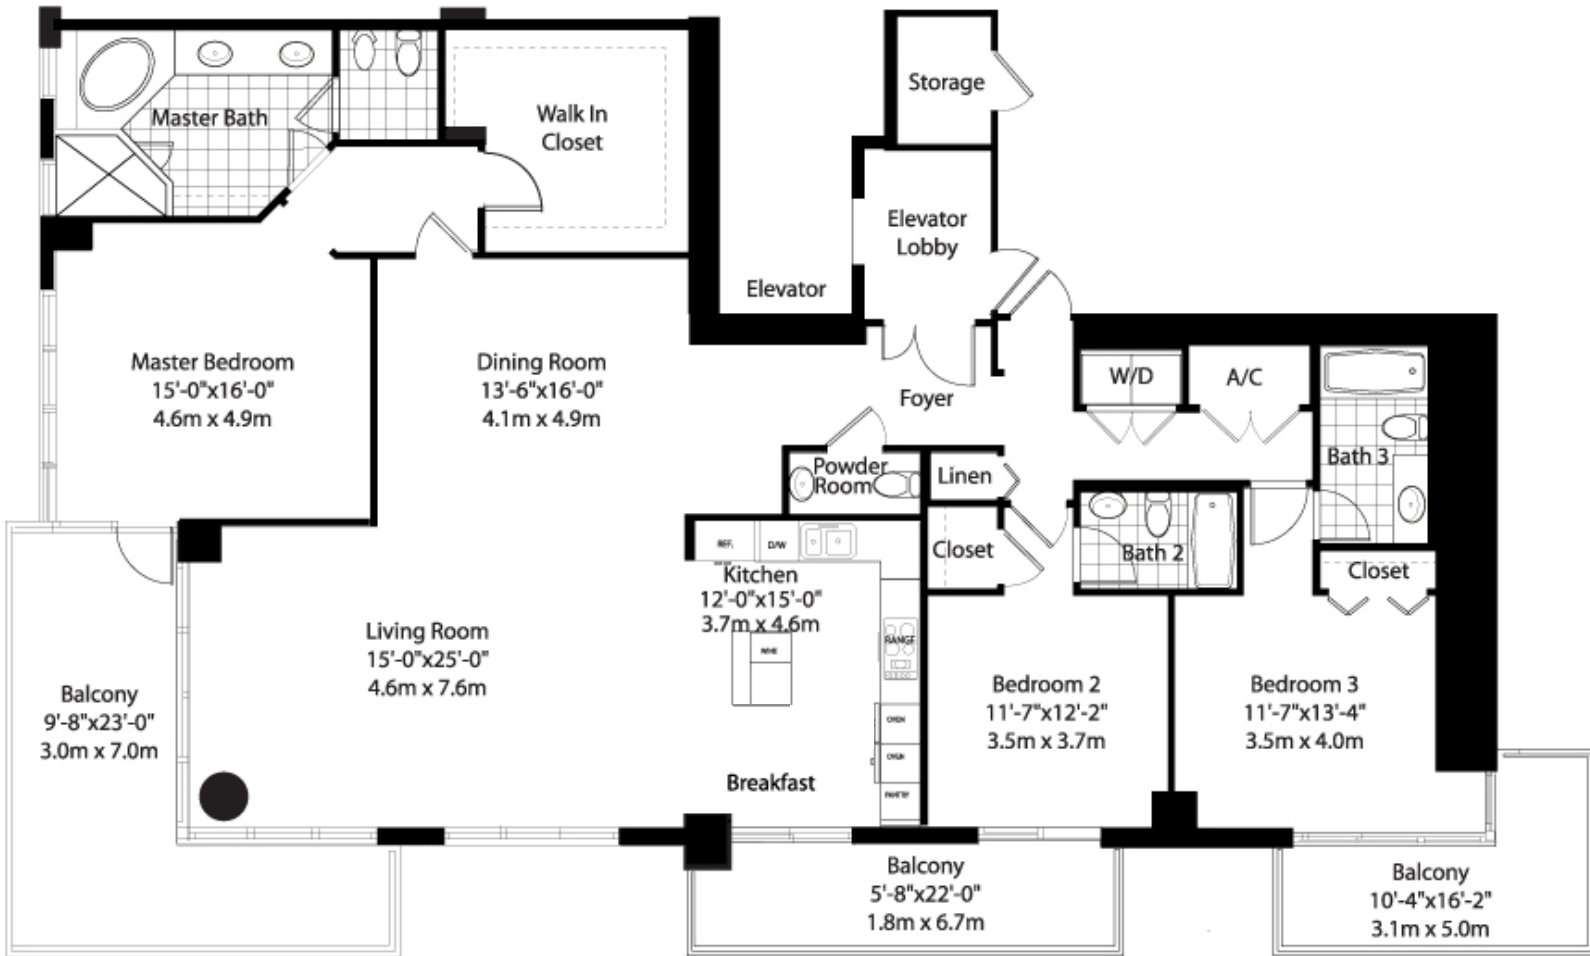 Storage
Master Bath
Walk In
Closet
Elevator
Lobby
Elevator
Master Bedroom
15'-0"x16'-0"
4.6m x 4.9m
Dining Room
13'-6"x16'-0"
4.1m x 4.9m
W/D
A/C
Foyer
Bath 3
Powder
Room
Linen
REF.
D/W
Closet
Bath 2
Closet
Kitchen
12'-0"x15'-0"
3.7m x 4.6m
RANGE
WINE
Living Room
15'-0"x25'-0"
4.6m x 7.6m
Balcony
9'-8"x23'-0"
3.0m x 7.0m
Bedroom 2
11'-7"x12'-2"
3.5m x 3.7m
Bedroom 3
11'-7"x13'-4"
3.5m x 4.0m
OVEN
OVEN
PANTRY
Breakfast
Balcony
5'-8"x22'-0"
1.8m x 6.7m
Balcony
10'-4"x16'-2"
3.1m x 5.0m